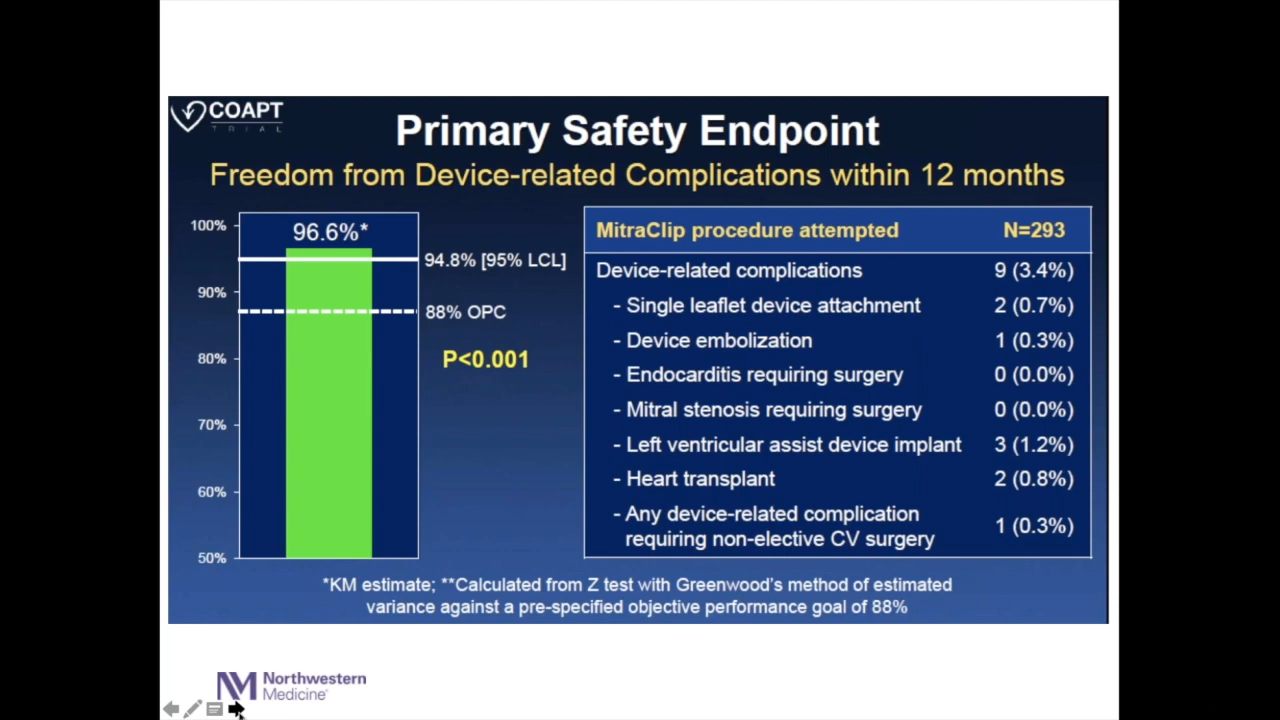 COAPT
TRIAL
Primary Safety Endpoint
Freedom from Device-related Complications within 12 months
100%
90%
80%
70%
60%
50%
96.6%*
94.8% [95% LCL]
88% OPC
P<0.001
MitraClip procedure attempted N=293
Device-related complications 9 (3.4%)
- Single leaflet device attachment 2 (0.7%)
- Device embolization 1 (0.3%)
- Endocarditis requiring surgery 0 (0.0%)
- Mitral stenosis requiring surgery 0 (0.0%)
- Left ventricular assist device implant 3 (1.2%)
- Heart transplant 2 (0.8%)
- Any device-related complication
requiring non-elective CV surgery 1 (0.3%)
*KM estimate; **Calculated from Z test with Greenwood's method of estimated
variance against a pre-specified objective performance goal of 88%
NM Northwestern
Medicine